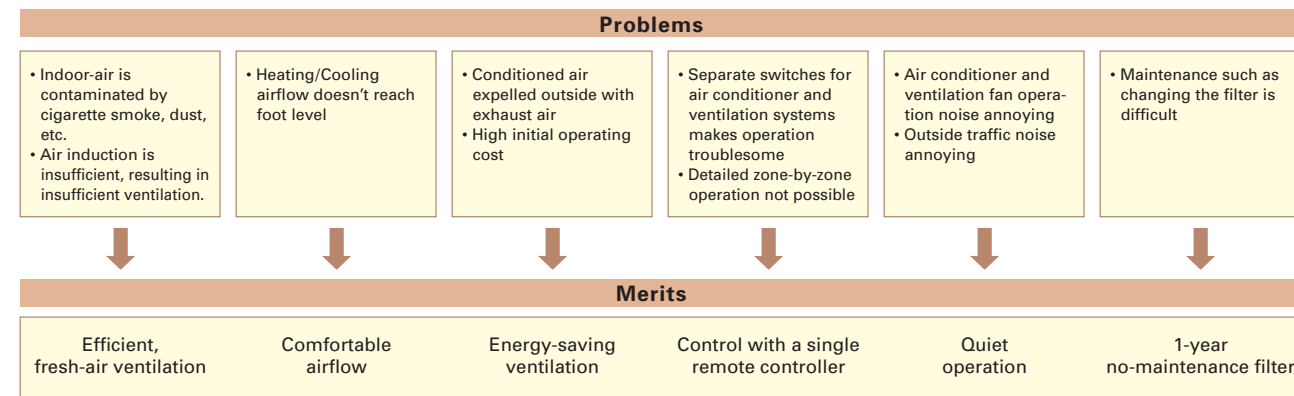 Problems
• Indoor-air is
contaminated by
cigarette smoke, dust,
etc.
• Air induction is
insufficient, resulting in
insufficient ventilation.
• Heating/Cooling
airflow doesn't reach
foot level
• Conditioned air
expelled outside with
exhaust air
• High initial operating
cost
• Separate switches for
air conditioner and
ventilation systems
makes operation
troublesome
• Detailed zone-by-zone
operation not possible
• Air conditioner and
ventilation fan opera-
tion noise annoying
• Outside traffic noise
annoying
• Maintenance such as
changing the filter is
difficult
Merits
Efficient,
fresh-air ventilation
Comfortable
airflow
Energy-saving
ventilation
Control with a single
remote controller
Quiet
operation
1-year
no-maintenance filter